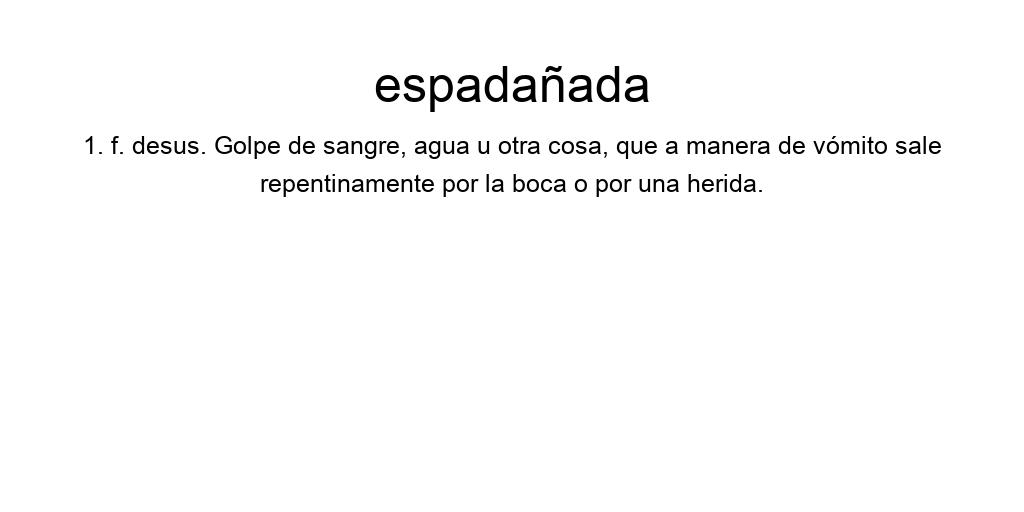 espadañada
1. f. desus. Golpe de sangre, agua u otra cosa, que a manera de vómito sale
repentinamente por la boca o por una herida.